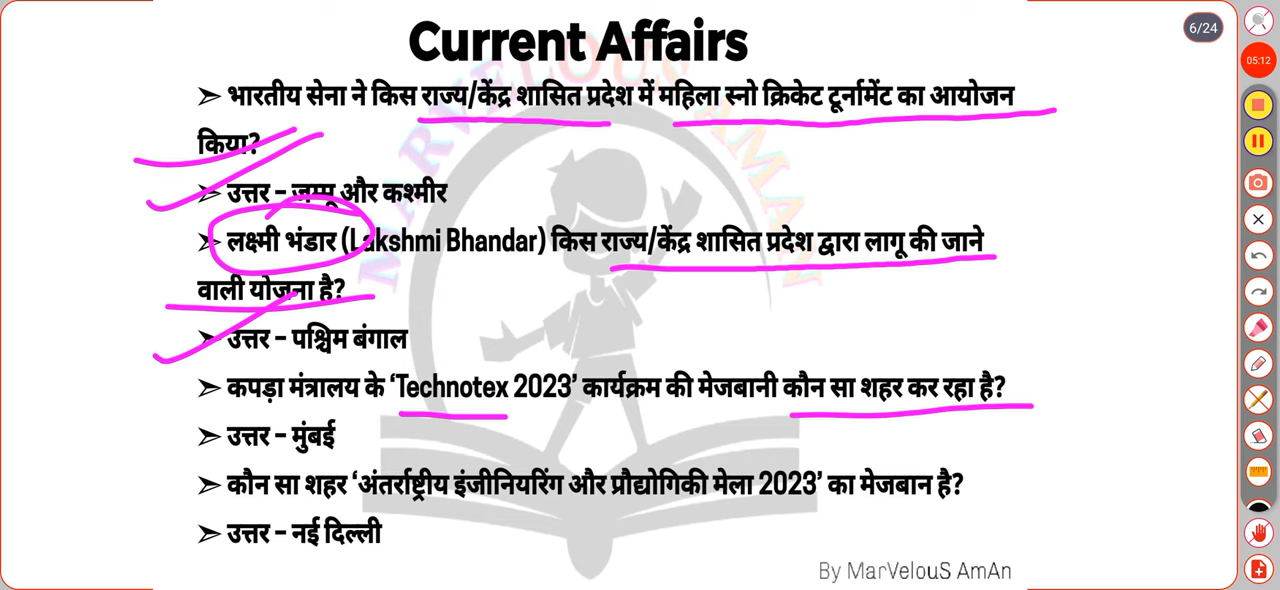 Current Affairs
6/24
05:12
➢ भारतीय सेना ने किस राज्य/केंद्र शासित प्रदेश में महिला स्नो क्रिकेट टूर्नामेंट का आयोजन
किया?
➢ उत्तर – जम्मू और कश्मीर
➢ लक्ष्मी भंडार (Lakshmi Bhandar) किस राज्य/केंद्र शासित प्रदेश द्वारा लागू की जाने
वाली योजना है?
➢ उत्तर – पश्चिम बंगाल
➢ कपड़ा मंत्रालय के ‘Technotex 2023’ कार्यक्रम की मेजबानी कौन सा शहर कर रहा है?
➢ उत्तर – मुंबई
➢ कौन सा शहर ‘अंतर्राष्ट्रीय इंजीनियरिंग और प्रौद्योगिकी मेला 2023’ का मेजबान है?
➢ उत्तर – नई दिल्ली
MARVELOUS AMAN
By MarVelouS AmAn